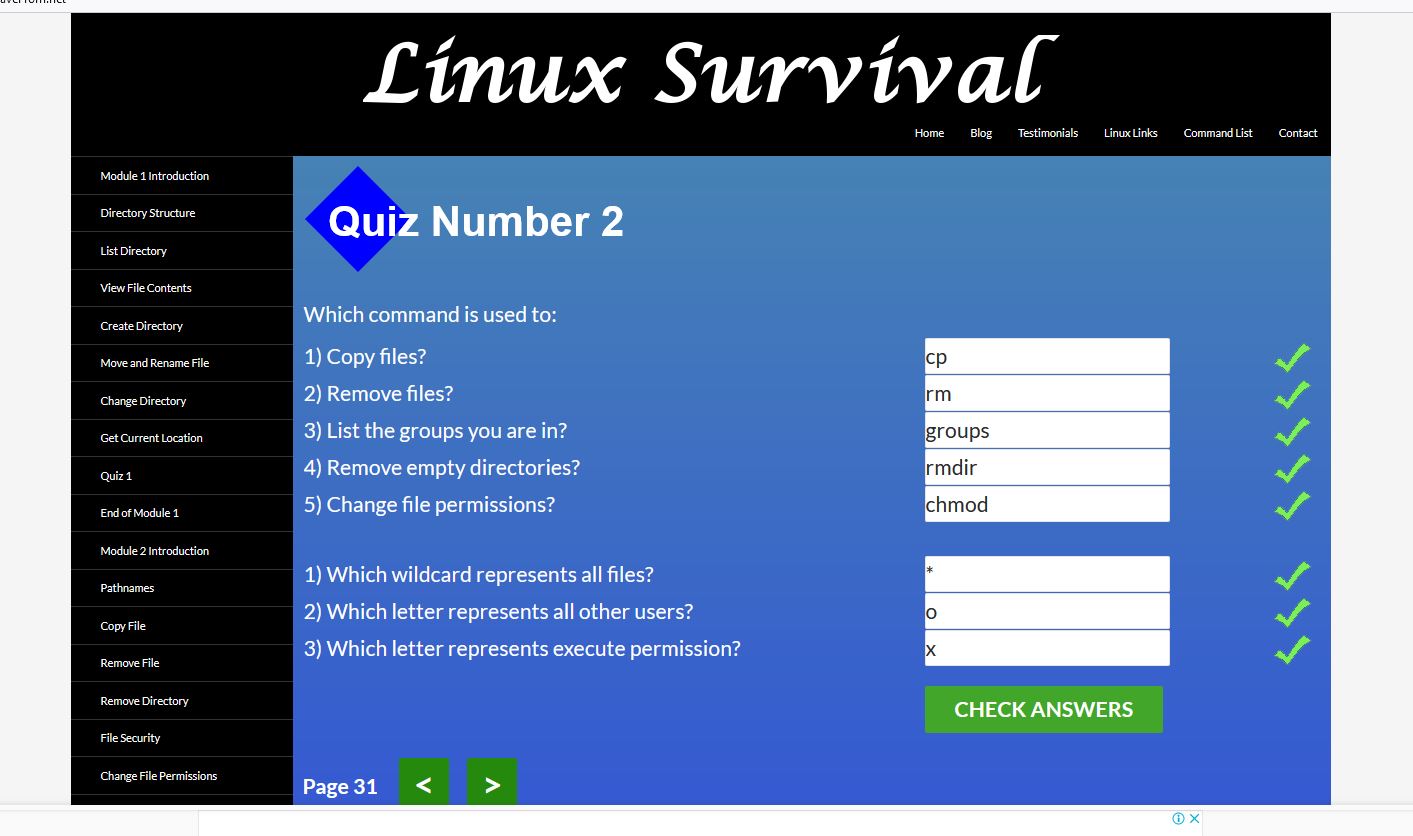 Linux Survival
Home Blog Testimonials Linux Links Command List Contact
Module 1 Introduction
Directory Structure
List Directory
View File Contents
Create Directory
Move and Rename File
Change Directory
Get Current Location
Quiz 1
End of Module 1
Module 2 Introduction
Pathnames
Copy File
Remove File
Remove Directory
File Security
Change File Permissions
Quiz Number 2
Which command is used to:
1) Copy files? cp
2) Remove files? rm
3) List the groups you are in? groups
4) Remove empty directories? rmdir
5) Change file permissions? chmod
1) Which wildcard represents all files? *
2) Which letter represents all other users? o
3) Which letter represents execute permission? x
CHECK ANSWERS
Page 31 < >